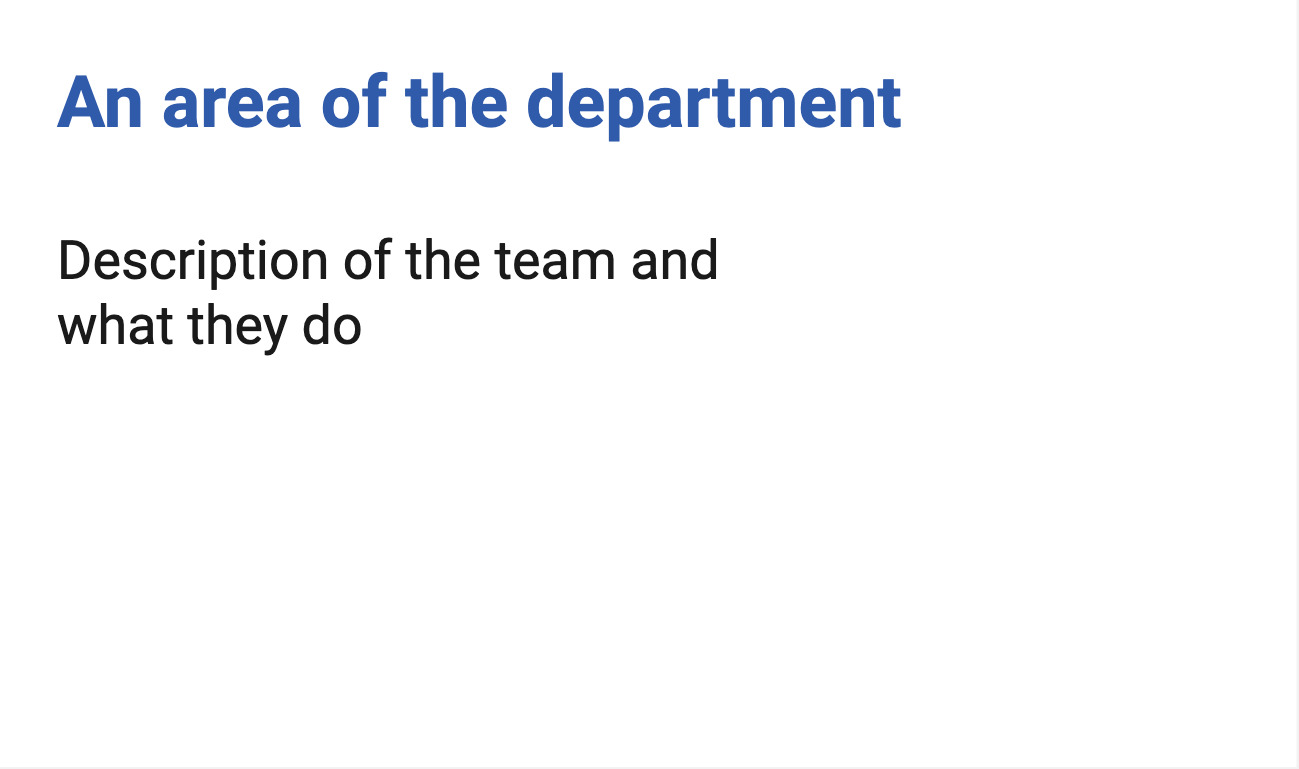 An area of the department
Description of the team and
what they do